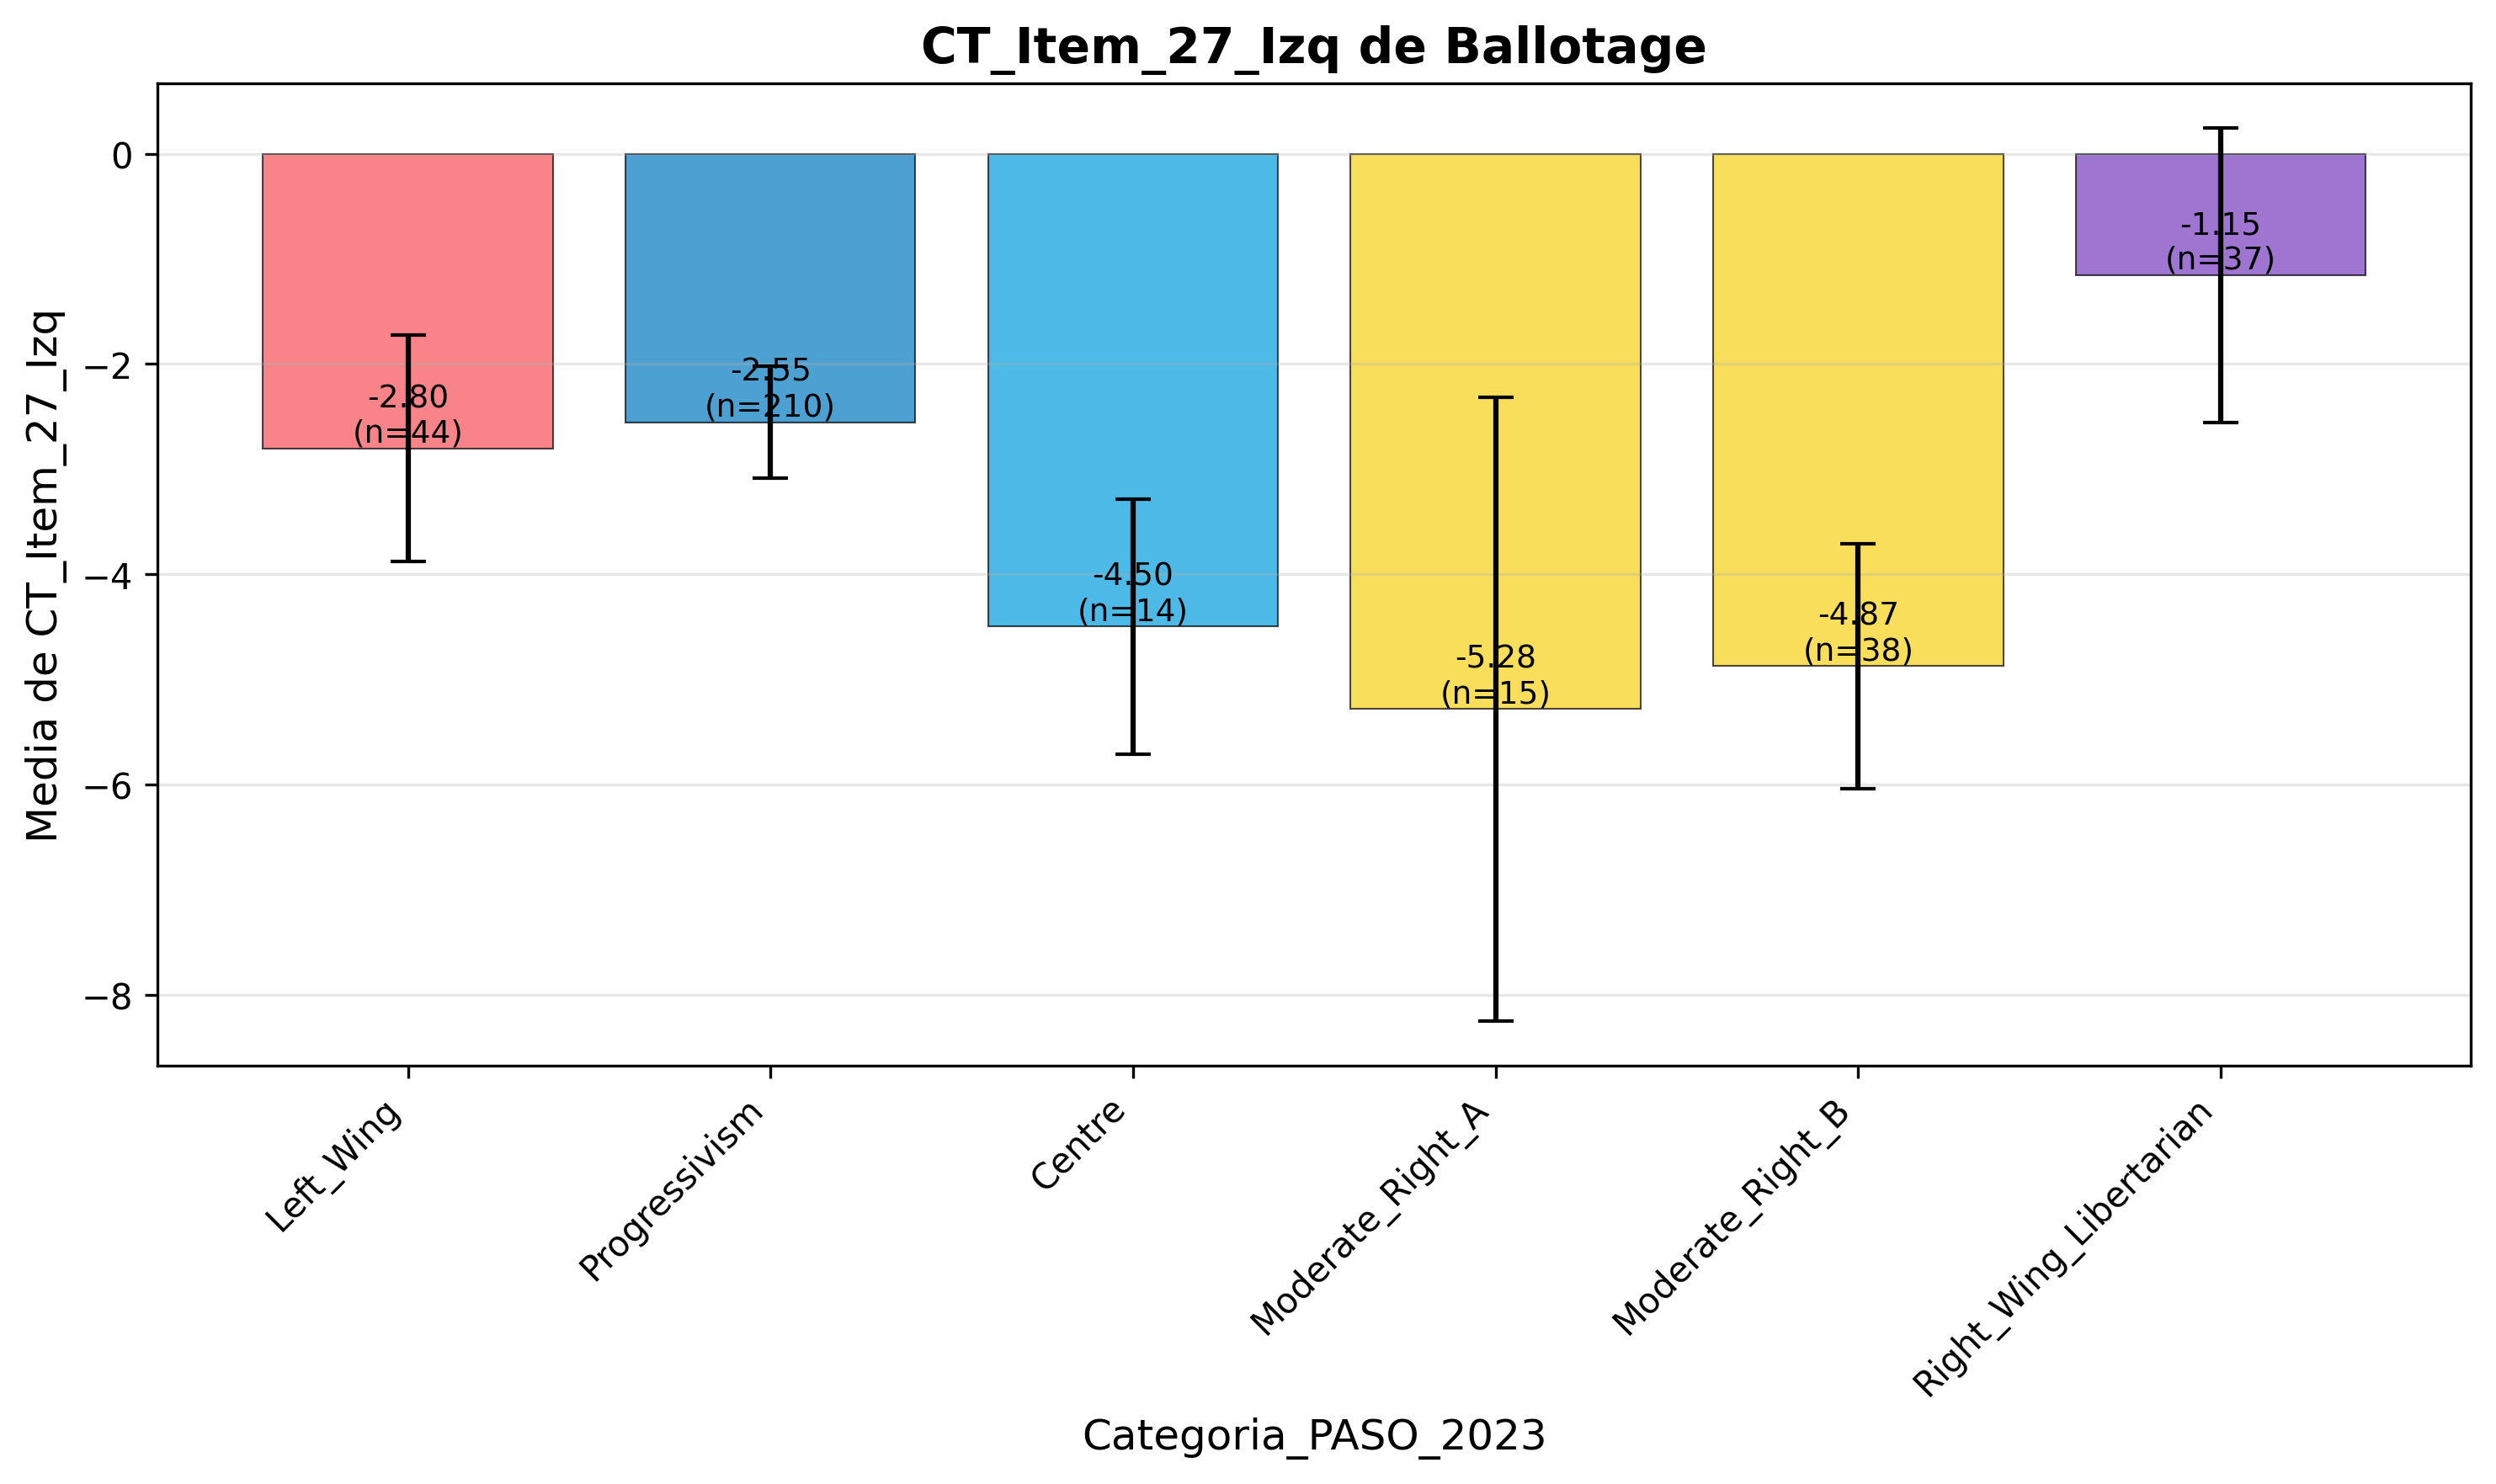 CT_Item_27_Izq de Ballotage
Media de CT_Item_27_Izq
0
−2
−4
−6
−8
-2.80
(n=44)
-2.55
(n=210)
-4.50
(n=14)
-5.28
(n=15)
-4.87
(n=38)
-1.15
(n=37)
Left_Wing
Progressivism
Centre
Moderate_Right_A
Moderate_Right_B
Right_Wing_Libertarian
Categoria_PASO_2023